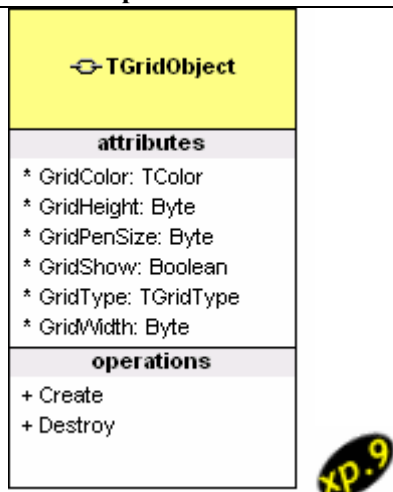 TGridObject
attributes
* GridColor: TColor
* GridHeight: Byte
* GridPenSize: Byte
* GridShow: Boolean
* GridType: TGridType
* GridWidth: Byte
operations
+ Create
+ Destroy
xp.9